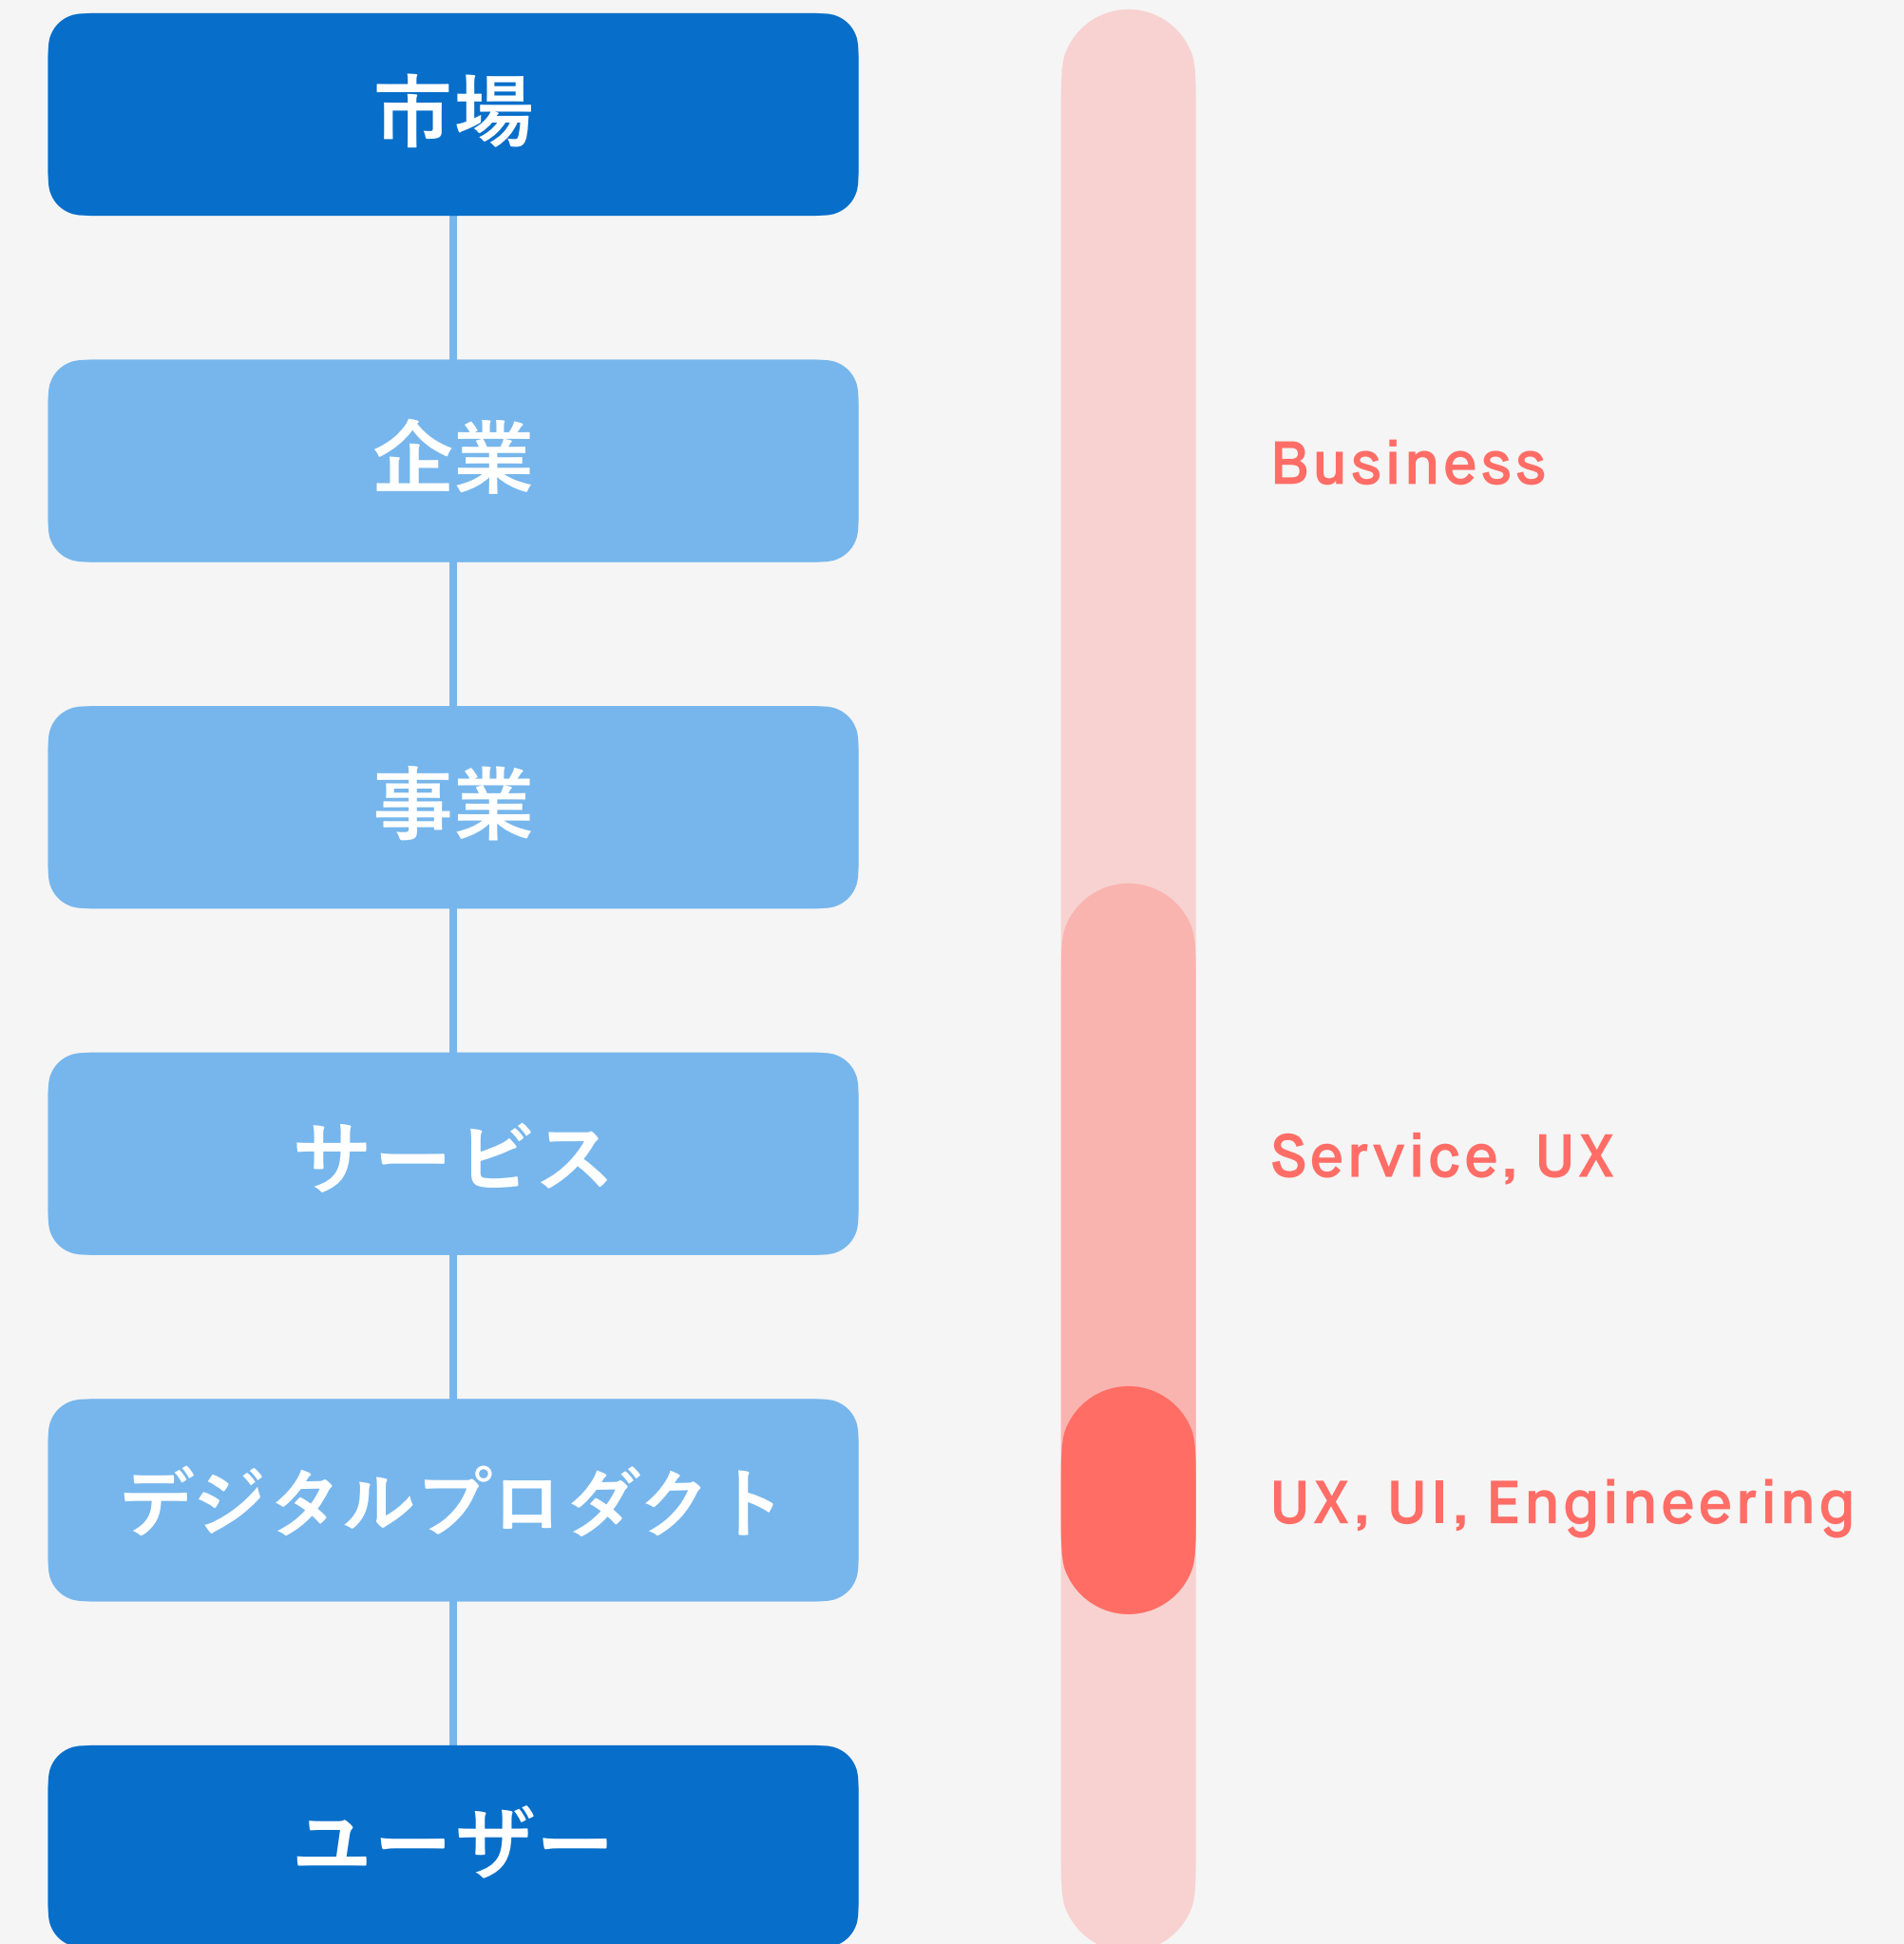 市場
企業
Business
事業
サービス
Service, UX
デジタルプロダクト
UX, UI, Engineering
ユーザー